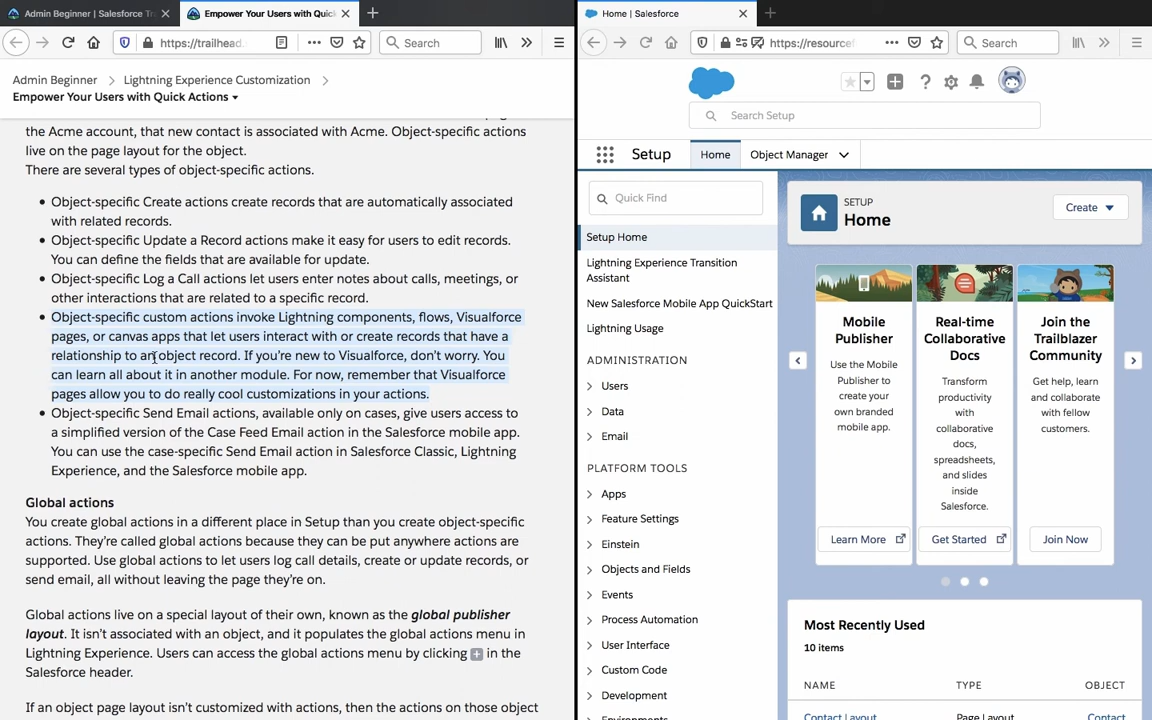 Admin Beginner | Salesforce Tr
Empower Your Users with Quic
https://trailhead.
Search
Admin Beginner > Lightning Experience Customization >
Empower Your Users with Quick Actions
the Acme account, that new contact is associated with Acme. Object-specific actions
live on the page layout for the object.
There are several types of object-specific actions.
Object-specific Create actions create records that are automatically associated
with related records.
Object-specific Update a Record actions make it easy for users to edit records.
You can define the fields that are available for update.
Object-specific Log a Call actions let users enter notes about calls, meetings, or
other interactions that are related to a specific record.
Object-specific custom actions invoke Lightning components, flows, Visualforce
pages, or canvas apps that let users interact with or create records that have a
relationship to an object record. If you're new to Visualforce, don't worry. You
can learn all about it in another module. For now, remember that Visualforce
pages allow you to do really cool customizations in your actions.
Object-specific Send Email actions, available only on cases, give users access to
a simplified version of the Case Feed Email action in the Salesforce mobile app.
You can use the case-specific Send Email action in Salesforce Classic, Lightning
Experience, and the Salesforce mobile app.
Global actions
You create global actions in a different place in Setup than you create object-specific
actions. They're called global actions because they can be put anywhere actions are
supported. Use global actions to let users log call details, create or update records, or
send email, all without leaving the page they're on.
Global actions live on a special layout of their own, known as the global publisher
layout. It isn't associated with an object, and it populates the global actions menu in
Lightning Experience. Users can access the global actions menu by clicking + in the
Salesforce header.
If an object page layout isn't customized with actions, then the actions on those object
Home | Salesforce
https://resourcef
Search
Search Setup
Setup
Home
Object Manager
Quick Find
Setup Home
Lightning Experience Transition
Assistant
New Salesforce Mobile App QuickStart
Lightning Usage
ADMINISTRATION
Users
Data
Email
PLATFORM TOOLS
Apps
Feature Settings
Einstein
Objects and Fields
Events
Process Automation
User Interface
Custom Code
Development
Environments
SETUP
Home
Create
Mobile
Publisher
Use the Mobile
Publisher to
create your
own branded
mobile app.
Learn More
Real-time
Collaborative
Docs
Transform
productivity
with
collaborative
docs,
spreadsheets,
and slides
inside
Salesforce.
Get Started
Join the
Trailblazer
Community
Get help, learn
and collaborate
with fellow
customers.
Join Now
Most Recently Used
10 items
NAME
TYPE
OBJECT
Contact Layout
Page Layout
Contact